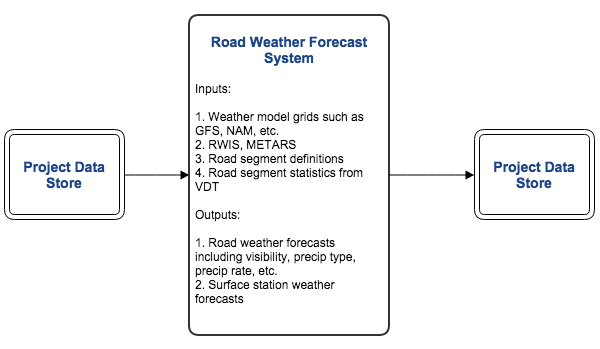 Project Data
Store
Road Weather Forecast
System
Inputs:
1. Weather model grids such as
GFS, NAM, etc.
2. RWIS, METARS
3. Road segment definitions
4. Road segment statistics from
VDT
Outputs:
1. Road weather forecasts
including visibility, precip type,
precip rate, etc.
2. Surface station weather
forecasts
Project Data
Store